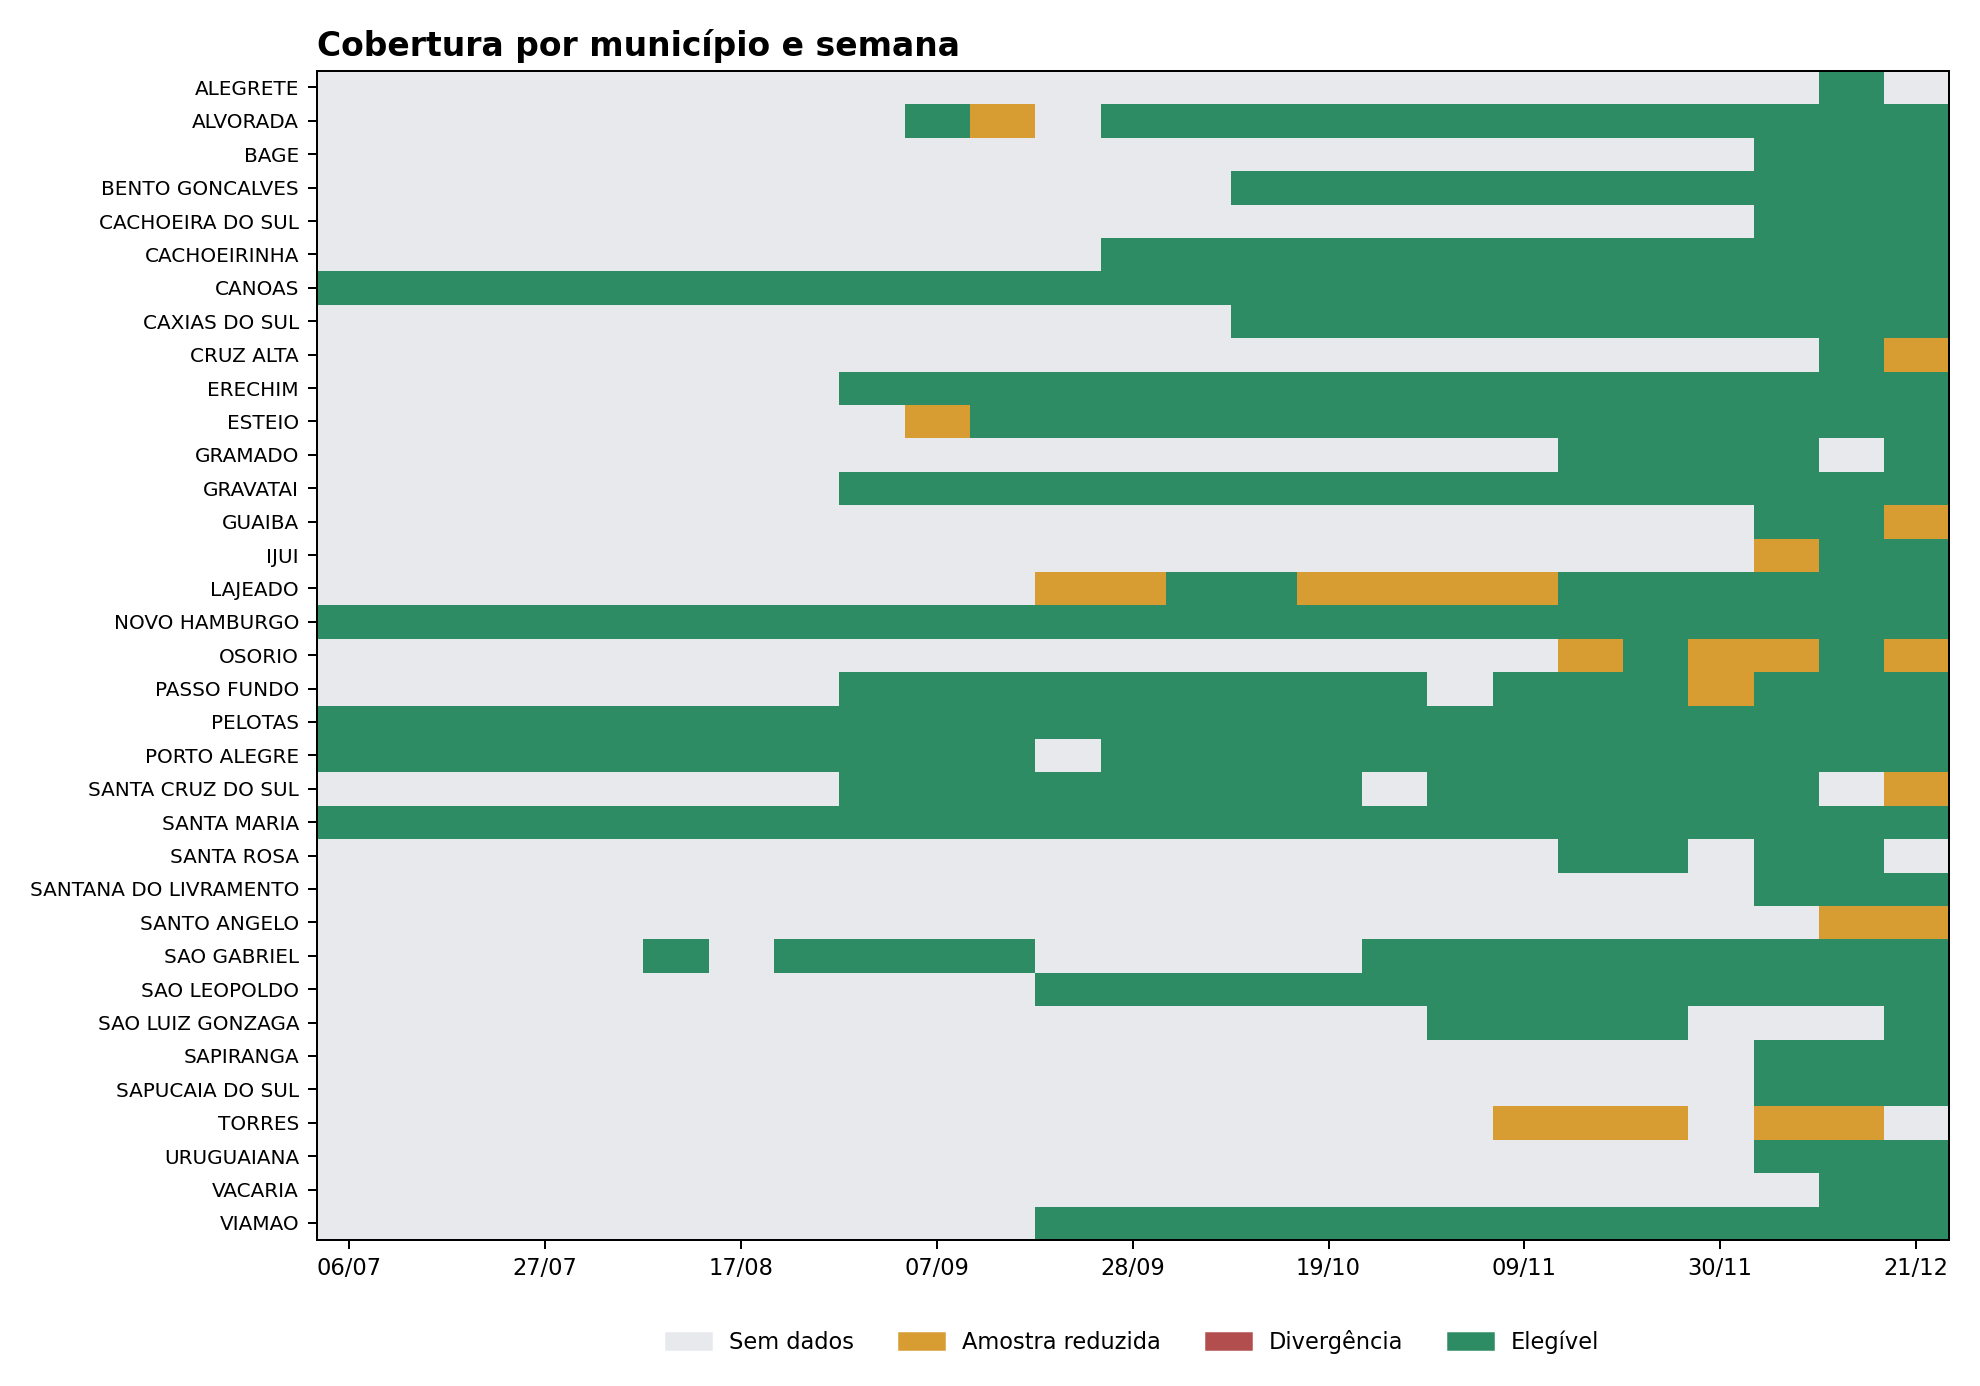 Cobertura por município e semana
ALEGRETE
ALVORADA
BAGE
BENTO GONCALVES
CACHOEIRA DO SUL
CACHOEIRINHA
CANOAS
CAXIAS DO SUL
CRUZ ALTA
ERECHIM
ESTEIO
GRAMADO
GRAVATAI
GUAIBA
IJUI
LAJEADO
NOVO HAMBURGO
OSORIO
PASSO FUNDO
PELOTAS
PORTO ALEGRE
SANTA CRUZ DO SUL
SANTA MARIA
SANTA ROSA
SANTANA DO LIVRAMENTO
SANTO ANGELO
SAO GABRIEL
SAO LEOPOLDO
SAO LUIZ GONZAGA
SAPIRANGA
SAPUCAIA DO SUL
TORRES
URUGUAIANA
VACARIA
VIAMAO
06/07 27/07 17/08 07/09 28/09 19/10 09/11 30/11 21/12
Sem dados Amostra reduzida Divergência Elegível